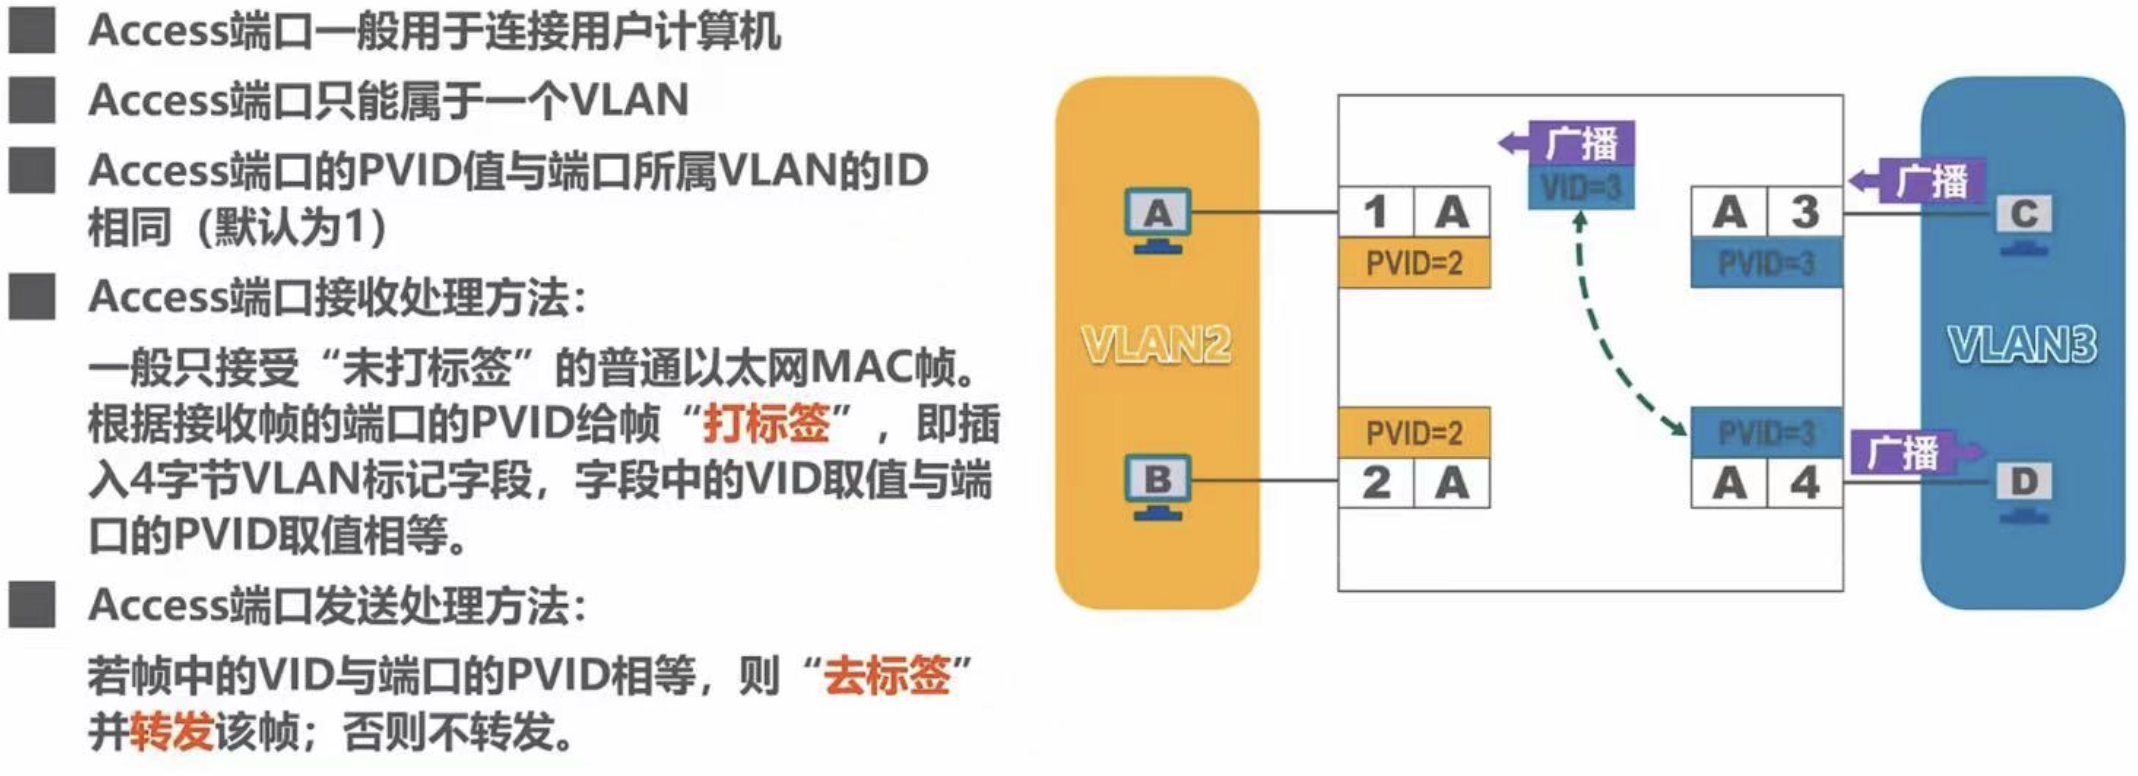 Access端口一般用于连接用户计算机
Access端口只能属于一个VLAN
Access端口的PVID值与端口所属VLAN的ID
相同（默认为1）
Access端口接收处理方法：
一般只接受“未打标签”的普通以太网MAC帧。
根据接收帧的端口的PVID给帧“打标签”，即插
入4字节VLAN标记字段，字段中的VID取值与端
口的PVID取值相等。
Access端口发送处理方法：
若帧中的VID与端口的PVID相等，则“去标签”
并转发该帧；否则不转发。
VLAN2
A
B
1 A
PVID=2
PVID=2
2 A
广播
VID=3
A 3
PVID=3
PVID=3
A 4
广播
广播
C
VLAN3
D